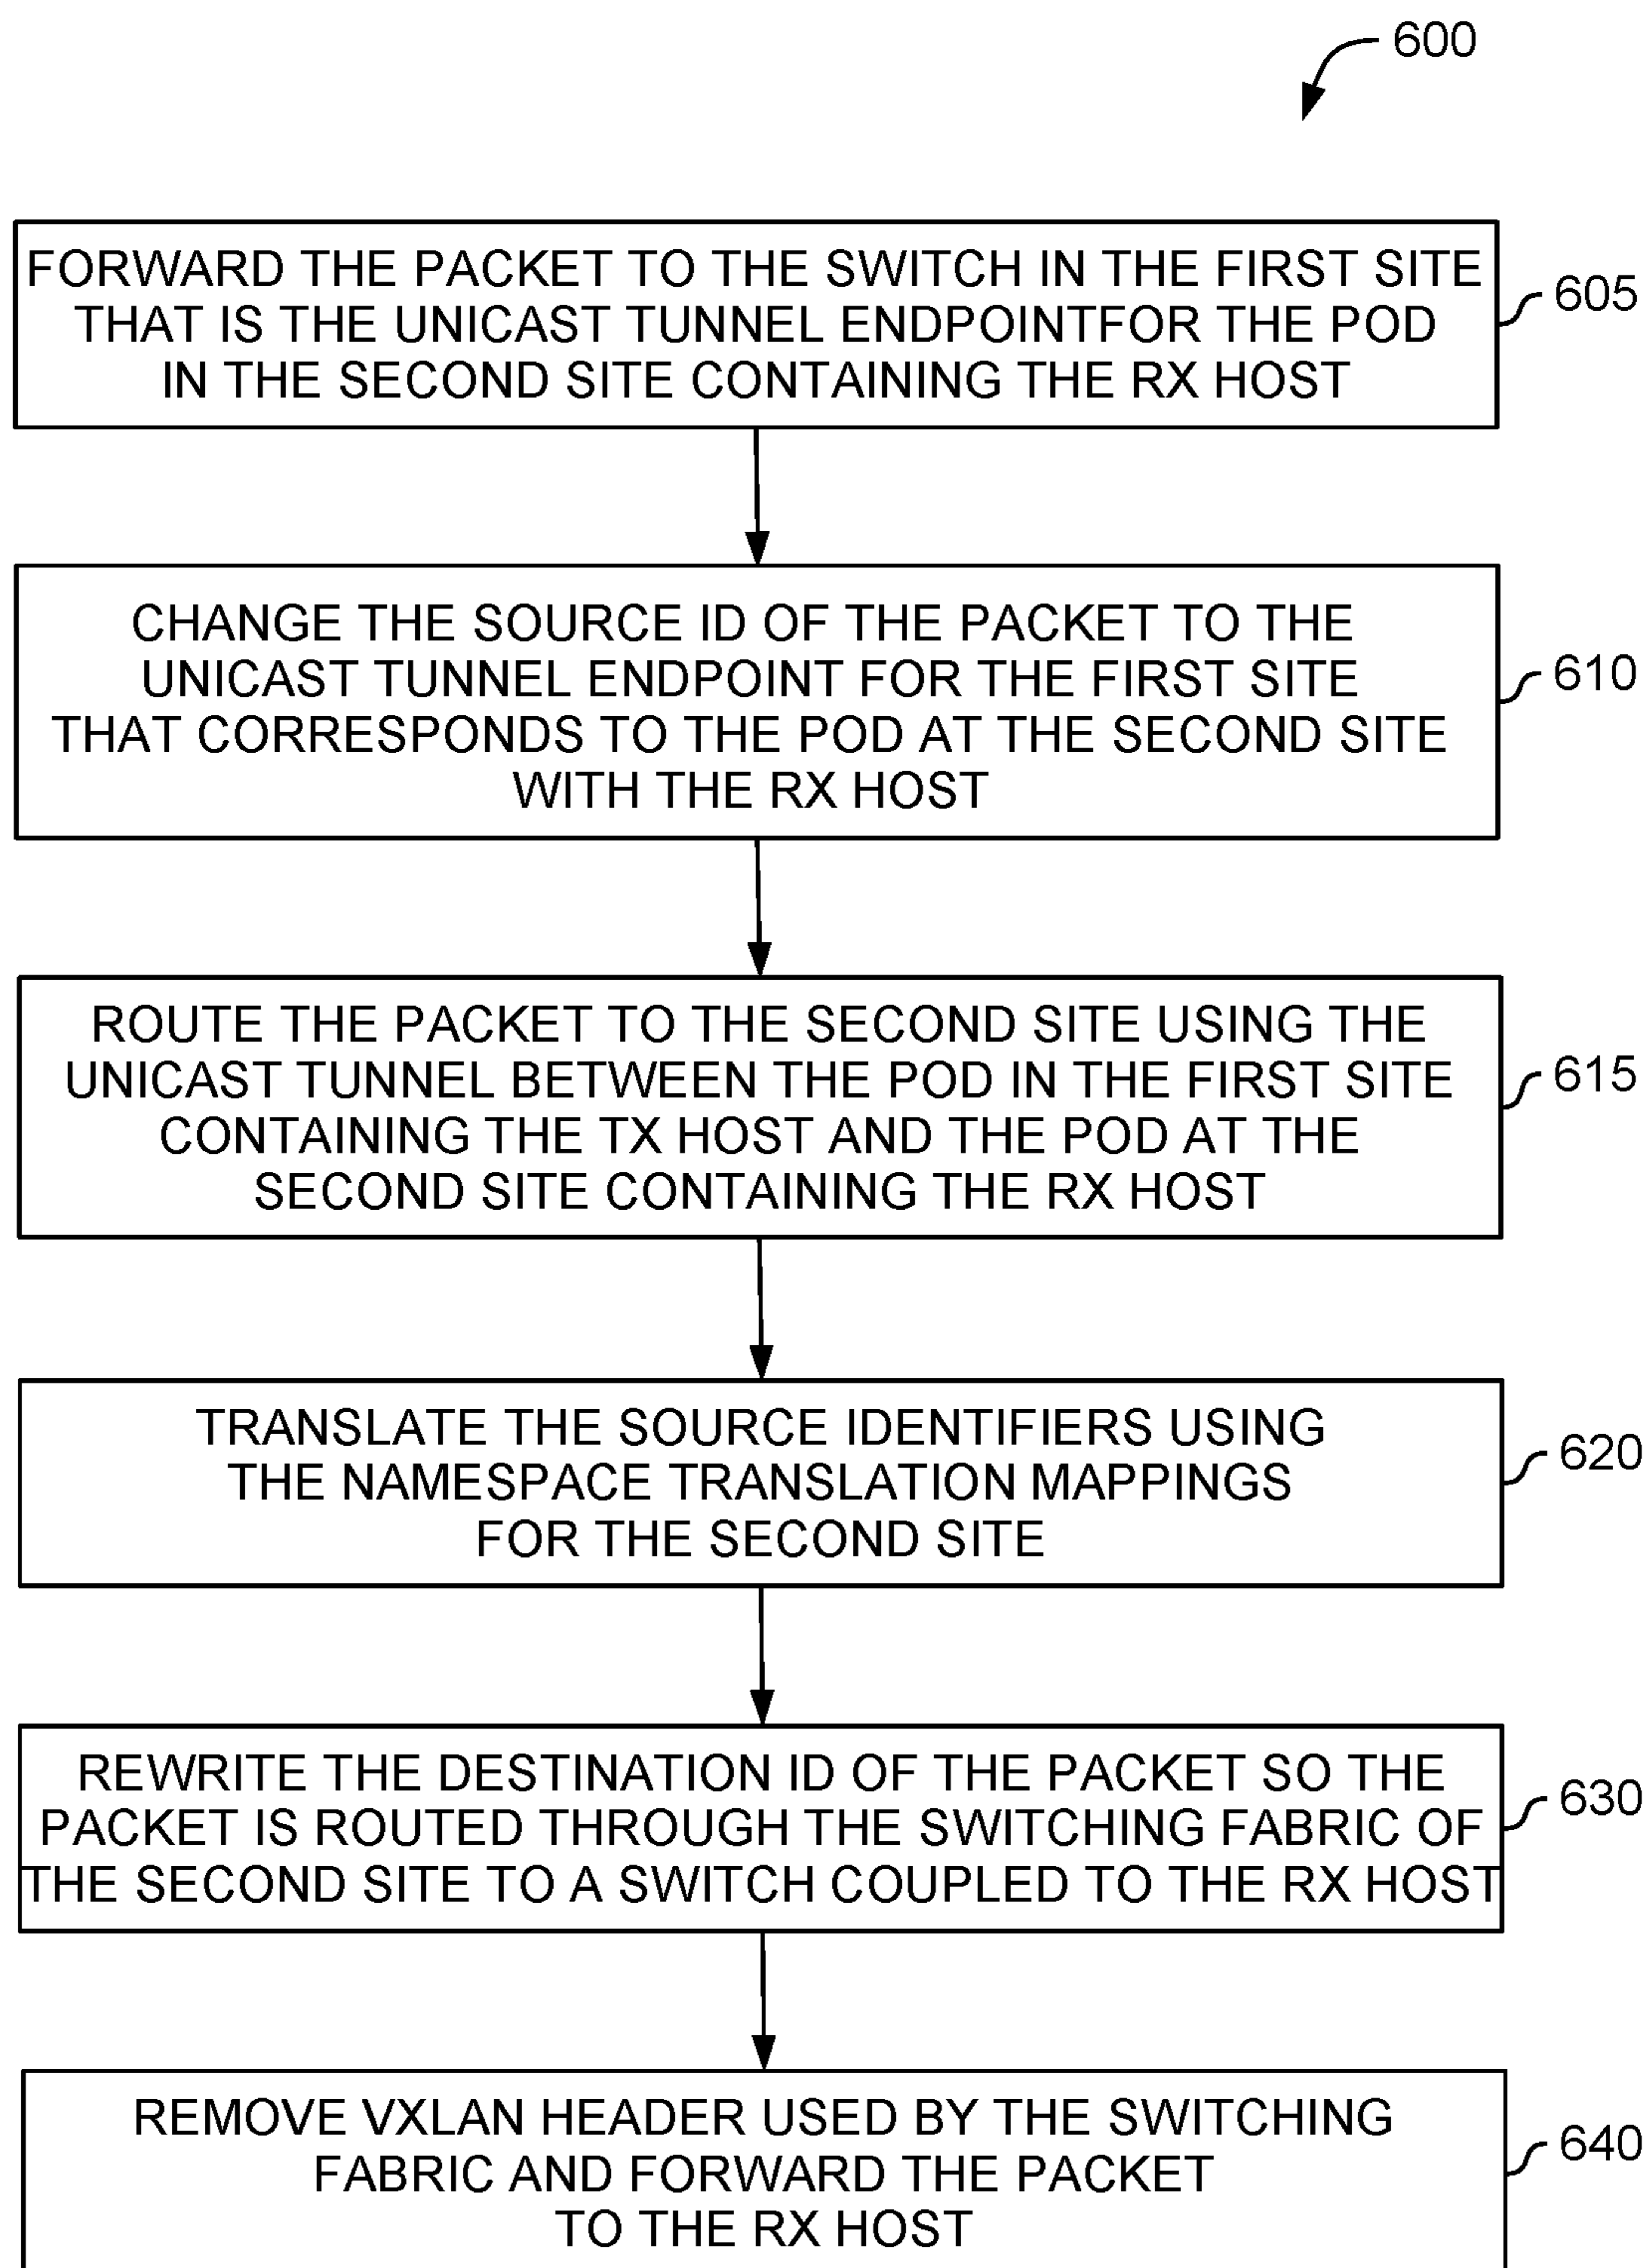 600
FORWARD THE PACKET TO THE SWITCH IN THE FIRST SITE
THAT IS THE UNICAST TUNNEL ENDPOINTFOR THE POD
IN THE SECOND SITE CONTAINING THE RX HOST
605
CHANGE THE SOURCE ID OF THE PACKET TO THE
UNICAST TUNNEL ENDPOINT FOR THE FIRST SITE
THAT CORRESPONDS TO THE POD AT THE SECOND SITE
WITH THE RX HOST
610
ROUTE THE PACKET TO THE SECOND SITE USING THE
UNICAST TUNNEL BETWEEN THE POD IN THE FIRST SITE
CONTAINING THE TX HOST AND THE POD AT THE
SECOND SITE CONTAINING THE RX HOST
615
TRANSLATE THE SOURCE IDENTIFIERS USING
THE NAMESPACE TRANSLATION MAPPINGS
FOR THE SECOND SITE
620
REWRITE THE DESTINATION ID OF THE PACKET SO THE
PACKET IS ROUTED THROUGH THE SWITCHING FABRIC OF
THE SECOND SITE TO A SWITCH COUPLED TO THE RX HOST
630
REMOVE VXLAN HEADER USED BY THE SWITCHING
FABRIC AND FORWARD THE PACKET
TO THE RX HOST
640